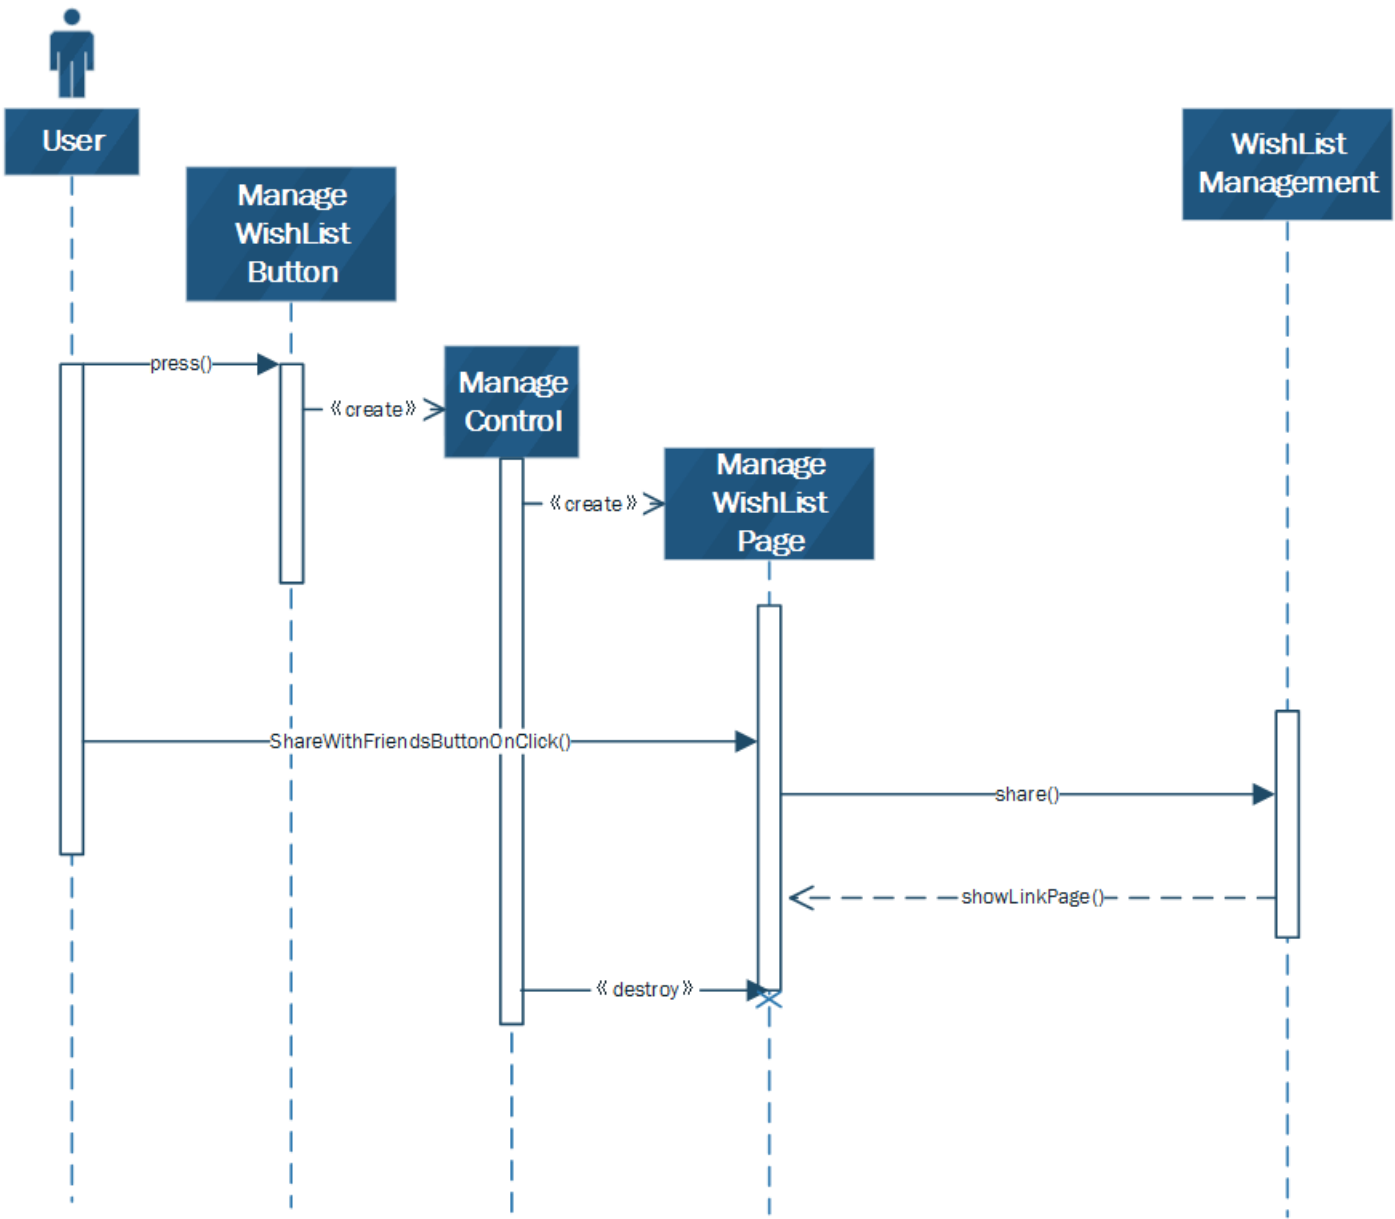 User
WishList
Management
Manage
WishList
Button
press()
Manage
Control
《create》
Manage
WishList
Page
《create》
ShareWithFriendsButtonOnClick()
share()
showLinkPage()
《destroy》